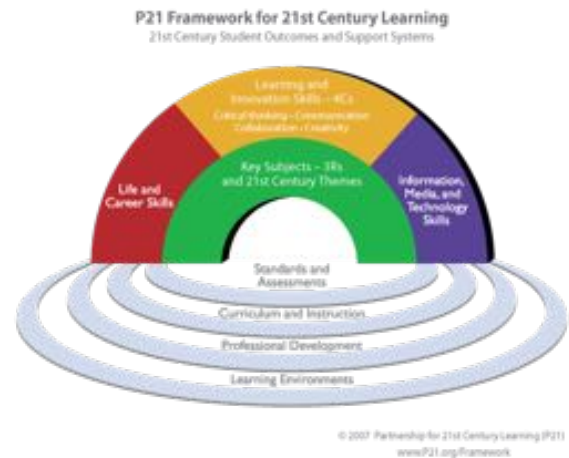 P21 Framework for 21st Century Learning
21st Century Student Outcomes and Support Systems
Learning and
Innovation Skills – 4Cs
Critical thinking • Communication
Collaboration • Creativity
Key Subjects – 3Rs
and 21st Century Themes
Life and
Career Skills
Information,
Media, and
Technology
Skills
Standards and
Assessments
Curriculum and Instruction
Professional Development
Learning Environments
© 2007 Partnership for 21st Century Learning (P21)
www.P21.org/Framework